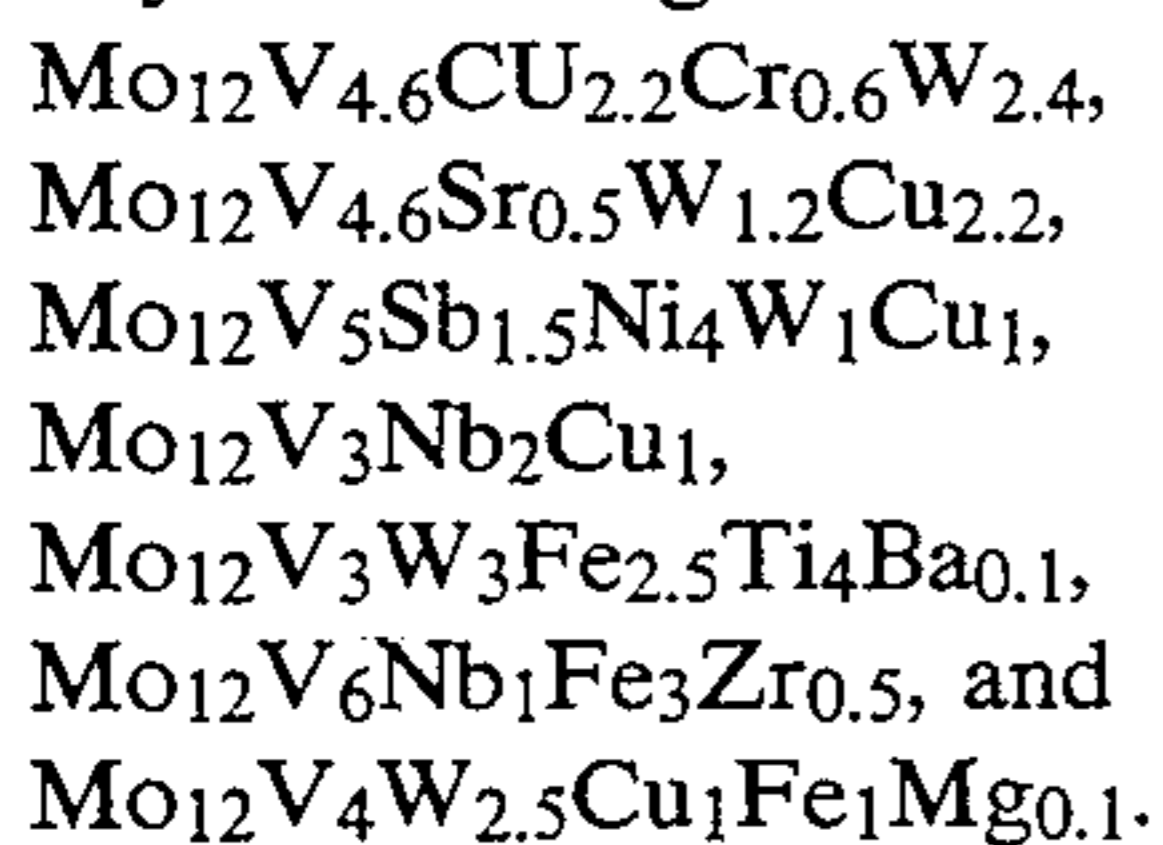 Mo12V4.6CU2.2Cr0.6W2.4,
Mo12V4.6Sr0.5W1.2Cu2.2,
Mo12V5Sb1.5Ni4W1Cu1,
Mo12V3Nb2Cu1,
Mo12V3W3Fe2.5Ti4Ba0.1,
Mo12V6Nb1Fe3Zr0.5, and
Mo12V4W2.5Cu1Fe1Mg0.1.